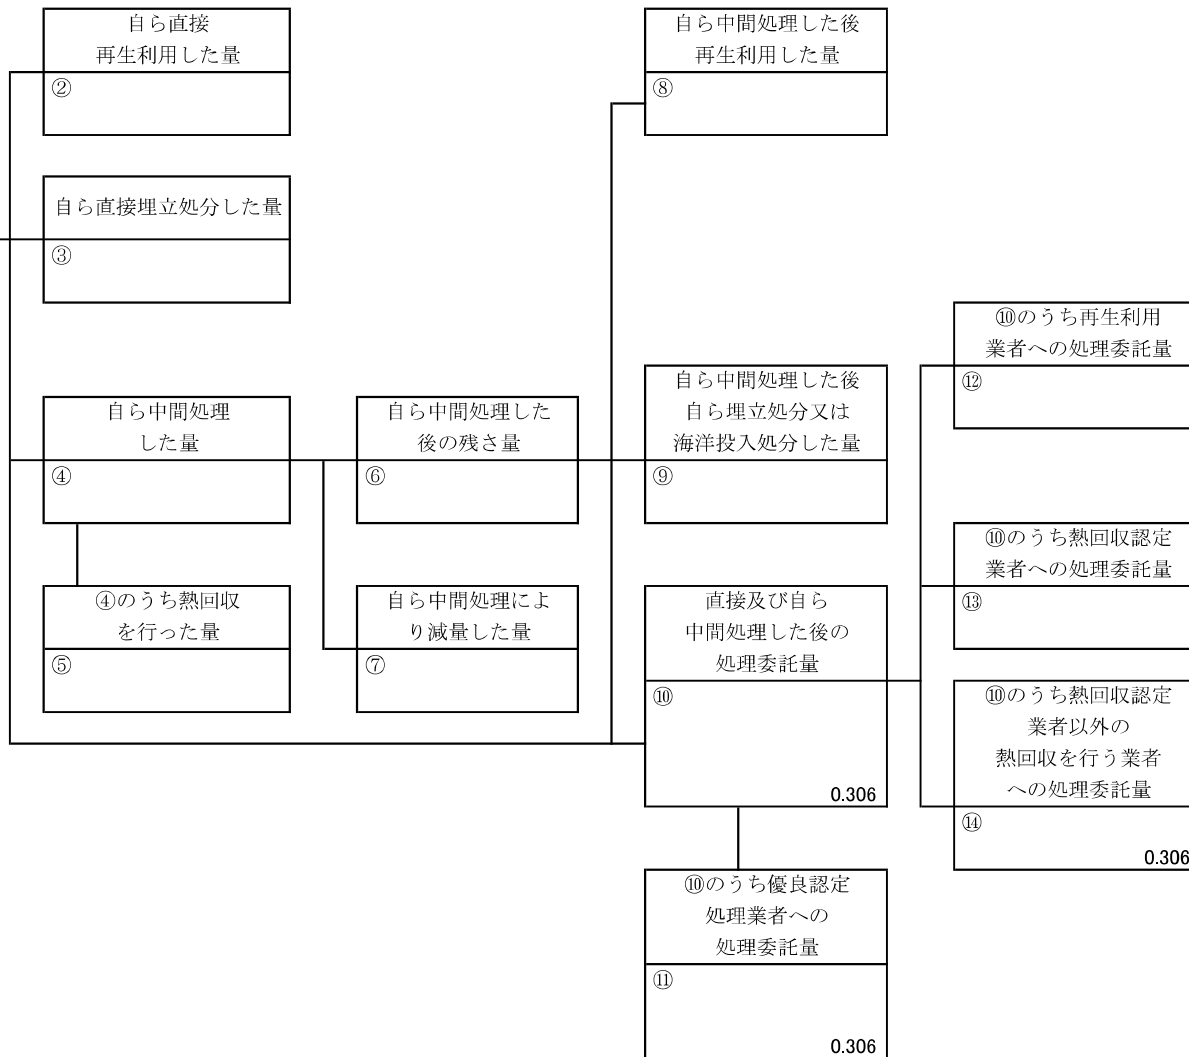 自ら直接
再生利用した量
②
自ら中間処理した後
再生利用した量
⑧
自ら直接埋立処分した量
③
⑩のうち再生利用
業者への処理委託量
⑫
自ら中間処理
した量
④
自ら中間処理した
後の残さ量
⑥
自ら中間処理した後
自ら埋立処分又は
海洋投入処分した量
⑨
⑩のうち熱回収認定
業者への処理委託量
⑬
④のうち熱回収
を行った量
⑤
自ら中間処理によ
り減量した量
⑦
直接及び自ら
中間処理した後の
処理委託量
⑩
0.306
⑩のうち熱回収認定
業者以外の
熱回収を行う業者
への処理委託量
⑭
0.306
⑩のうち優良認定
処理業者への
処理委託量
⑪
0.306